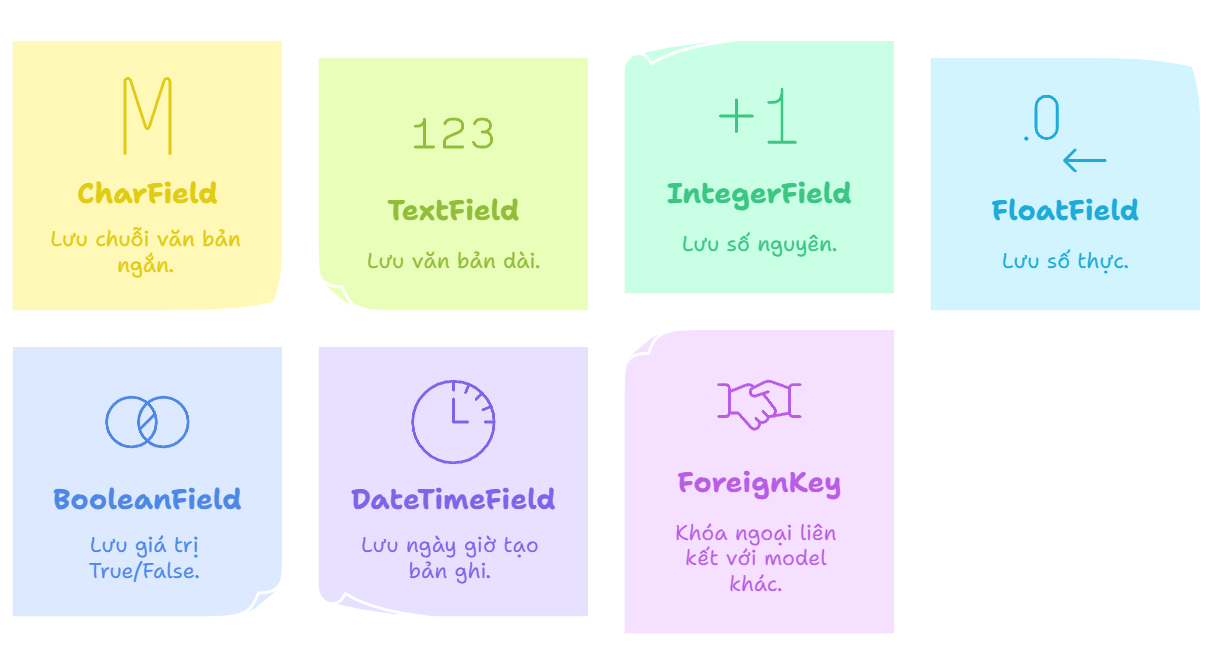 M
CharField
Lưu chuỗi văn bản
ngắn.
123
TextField
Lưu văn bản dài.
+1
IntegerField
Lưu số nguyên.
.0
FloatField
Lưu số thực.
BooleanField
Lưu giá trị
True/False.
DateTimeField
Lưu ngày giờ tạo
bản ghi.
ForeignKey
Khóa ngoại liên
kết với model
khác.